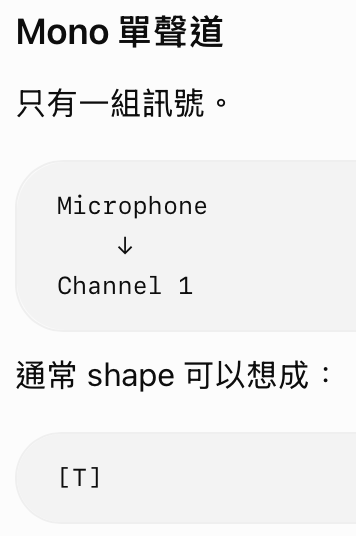 Mono 單聲道
只有一組訊號。
Microphone
↓
Channel 1
通常 shape 可以想成：
[T]